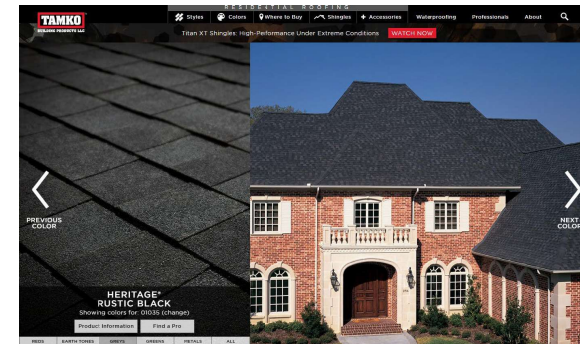 RESIDENTIAL ROOFING
TAMKO
BUILDING PRODUCTS LLC
Styles
Colors
Where to Buy
Shingles
+ Accessories
Waterproofing
Professionals
About
Titan XT Shingles: High-Peformance Under Extreme Conditions
WATCH NOW
PREVIOUS
COLOR
NEXT
COLOR
HERITAGE®
RUSTIC BLACK
Showing colors for: 01035 (change)
Product Information
Find a Pro
REDS
EARTH TONES
GREYS
GREENS
METALS
ALL